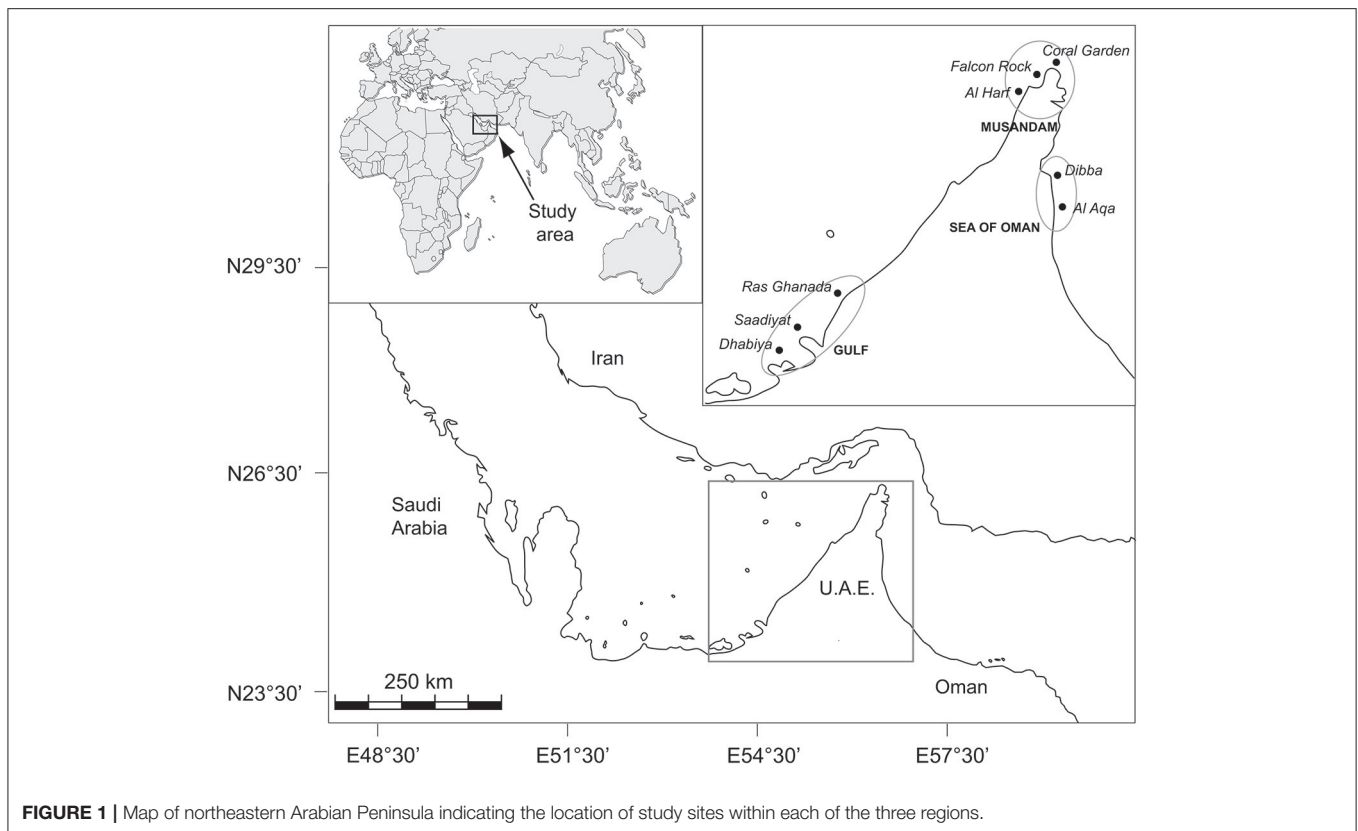 Study
area
Coral Garden
Falcon Rock
Al Harf
MUSANDAM
Dibba
Al Aqa
SEA OF OMAN
Ras Ghanada
Saadiyat
Dhabiya
GULF
N29°30'
Iran
N26°30'
Saudi
Arabia
U.A.E.
250 km
Oman
N23°30'
E48°30'
E51°30'
E54°30'
E57°30'
FIGURE 1 | Map of northeastern Arabian Peninsula indicating the location of study sites within each of the three regions.